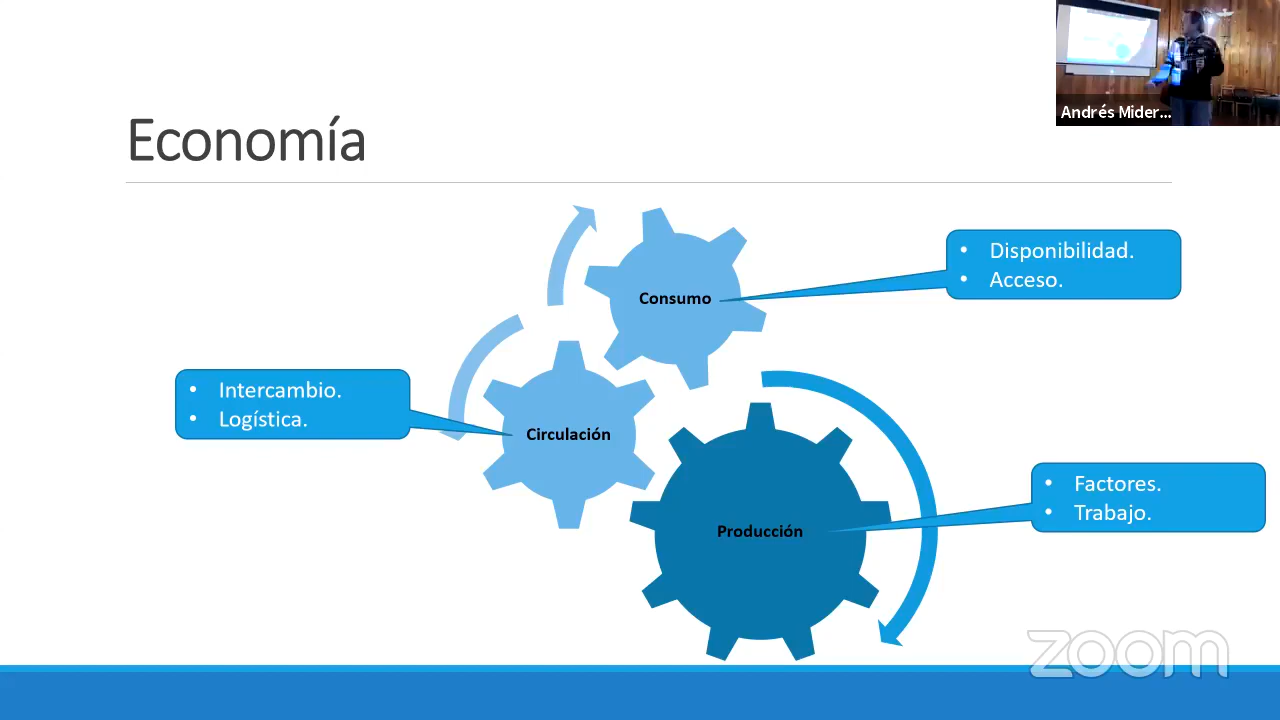 Andrés Mider...
Economía
• Disponibilidad.
• Acceso.
Consumo
• Intercambio.
• Logística.
Circulación
• Factores.
• Trabajo.
Producción
zoom